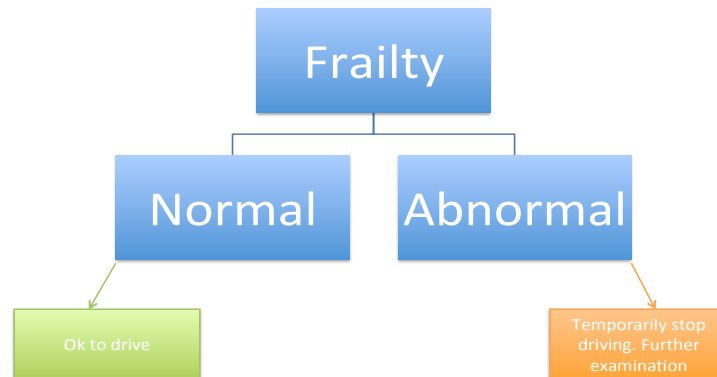 Frailty
Normal
Abnormal
Ok to drive
Temporarily stop
driving. Further
examination